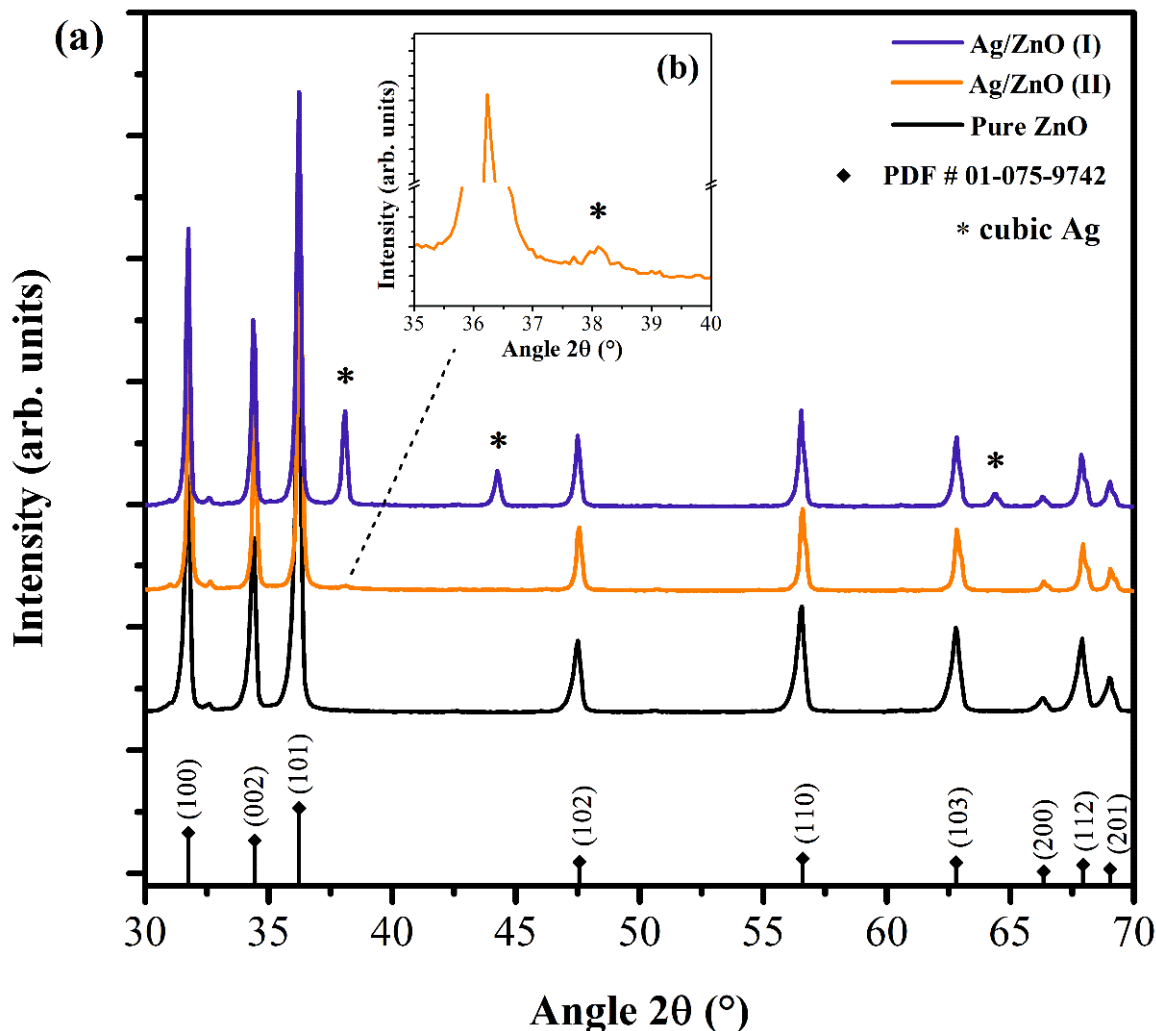 (a)
Ag/ZnO (I)
Ag/ZnO (II)
Pure ZnO
PDF # 01-075-9742
* cubic Ag
(b)
Intensity (arb. units)
*
35 36 37 38 39 40
Angle 2θ (°)
* * *
Intensity (arb. units)
(100) (002) (101) (102) (110) (103) (200) (112) (201)
30 35 40 45 50 55 60 65 70
Angle 2θ (°)